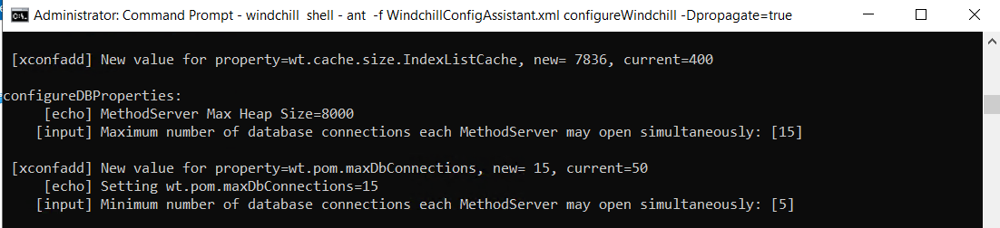 Administrator: Command Prompt - windchill  shell - ant  -f WindchillConfigAssistant.xml configureWindchill -Dpropagate=true
[xconfadd] New value for property=wt.cache.size.IndexListCache, new= 7836, current=400
configureDBProperties:
[echo] MethodServer Max Heap Size=8000
[input] Maximum number of database connections each MethodServer may open simultaneously: [15]
[xconfadd] New value for property=wt.pom.maxDbConnections, new= 15, current=50
[echo] Setting wt.pom.maxDbConnections=15
[input] Minimum number of database connections each MethodServer may open simultaneously: [5]